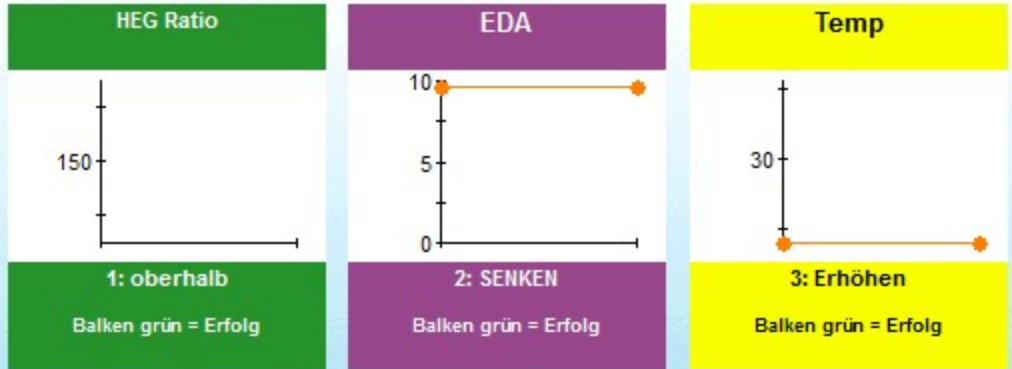 HEG Ratio
150
1: oberhalb
Balken grün = Erfolg
EDA
10
5
0
2: SENKEN
Balken grün = Erfolg
Temp
30
3: Erhöhen
Balken grün = Erfolg